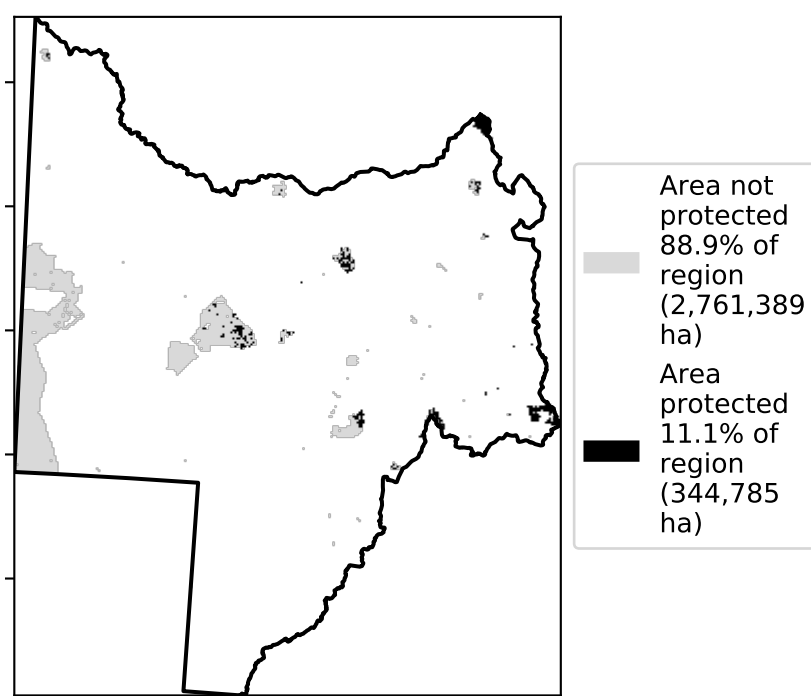 Area not
protected
88.9% of
region
(2,761,389
ha)
Area
protected
11.1% of
region
(344,785
ha)